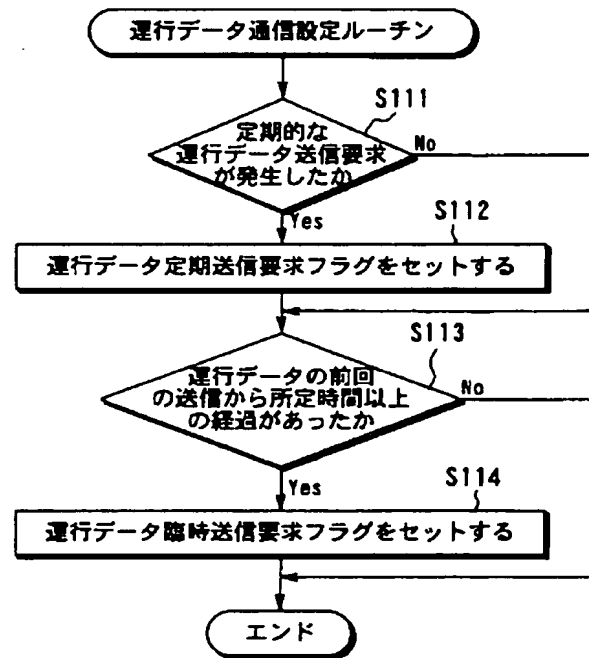 運行データ通信設定ルーチン
S111
定期的な
運行データ送信要求
が発生したか
No
Yes
S112
運行データ定期送信要求フラグをセットする
S113
運行データの前回
の送信から所定時間以上
の経過があったか
No
Yes
S114
運行データ臨時送信要求フラグをセットする
エンド